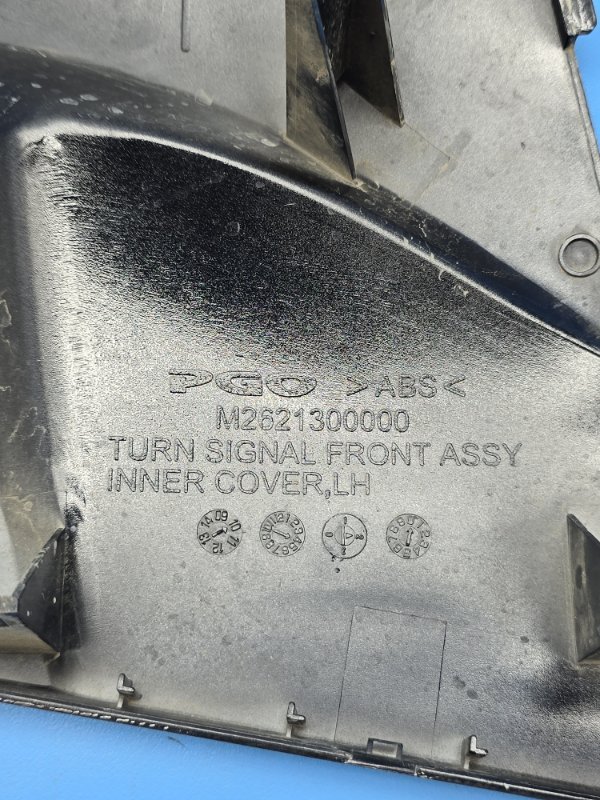 PGO >ABS<
M2621300000
TURN SIGNAL FRONT ASSY
INNER COVER,LH